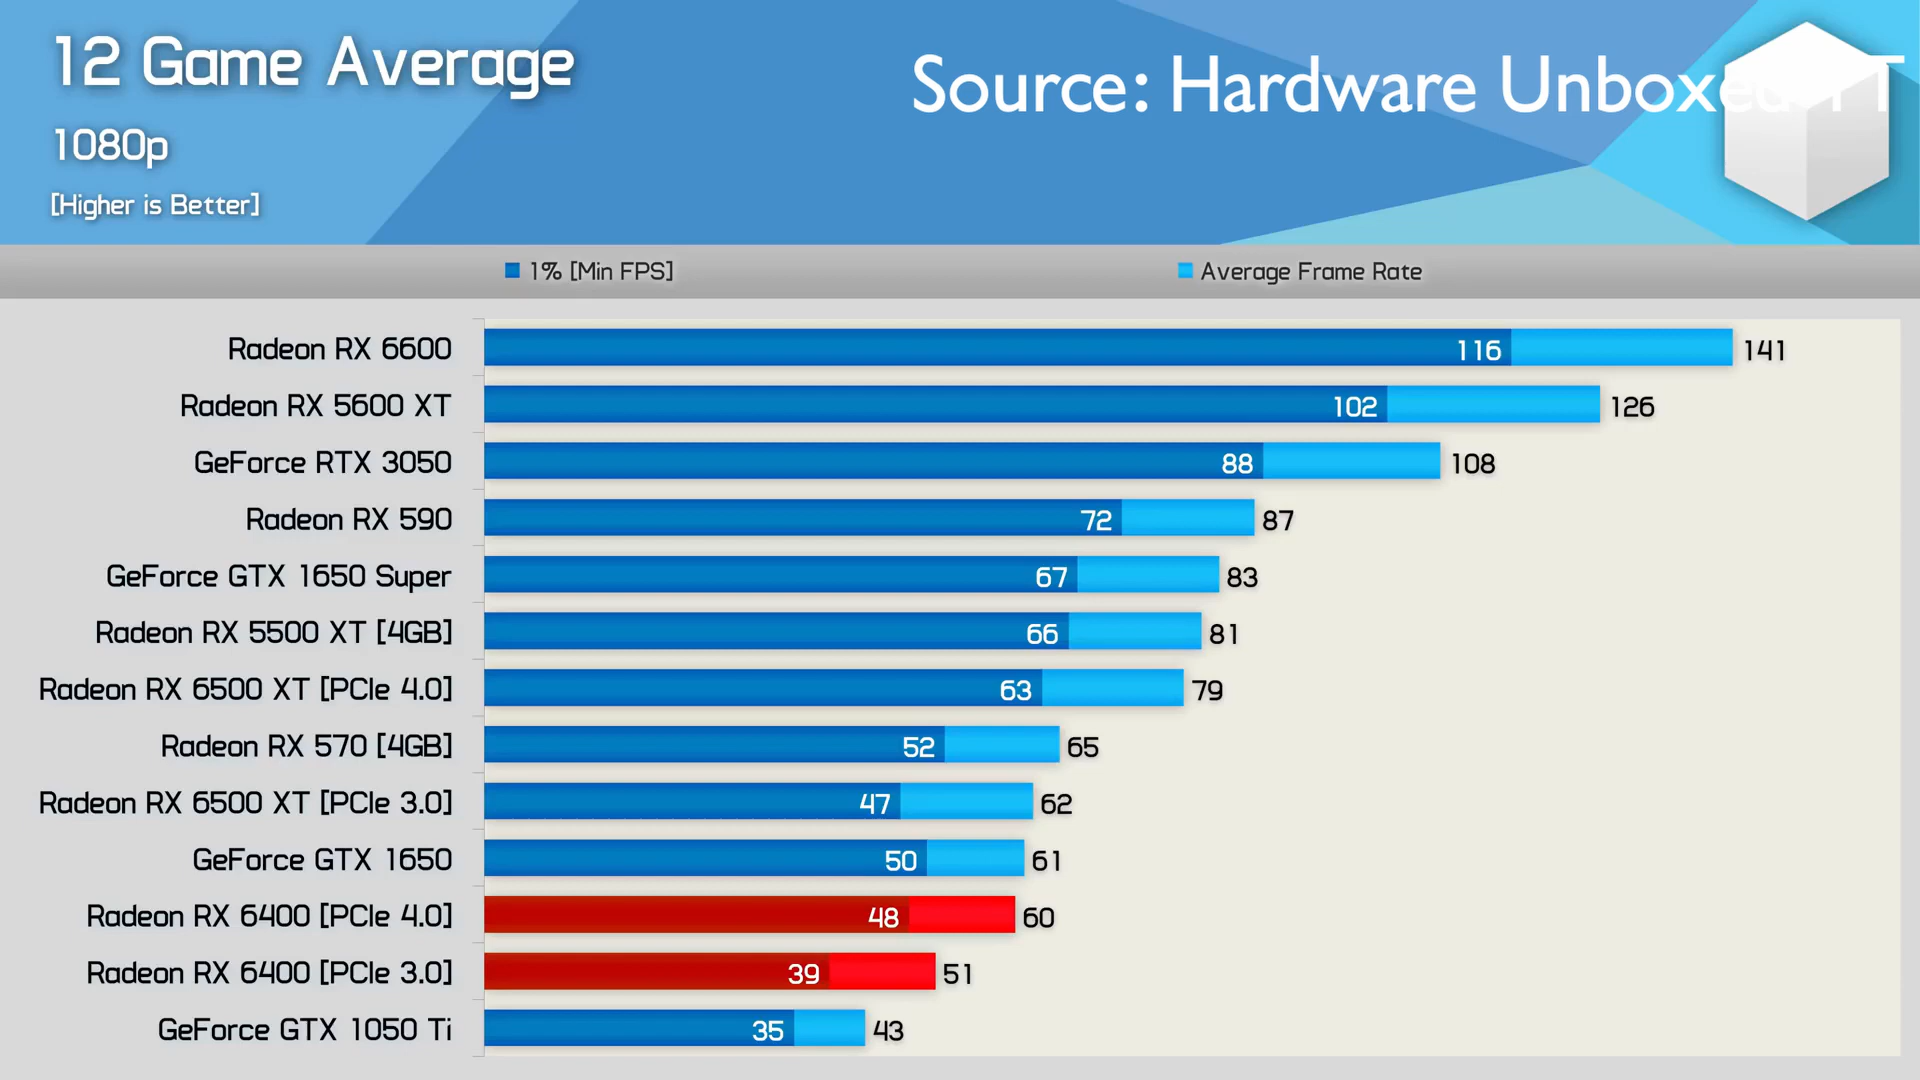 12 Game Average
Source: Hardware Unboxed YT
1080p
[Higher is Better]
1% [Min FPS]
Average Frame Rate
Radeon RX 6600 116 141
Radeon RX 5600 XT 102 126
GeForce RTX 3050 88 108
Radeon RX 590 72 87
GeForce GTX 1650 Super 67 83
Radeon RX 5500 XT [4GB] 66 81
Radeon RX 6500 XT [PCIe 4.0] 63 79
Radeon RX 570 [4GB] 52 65
Radeon RX 6500 XT [PCIe 3.0] 47 62
GeForce GTX 1650 50 61
Radeon RX 6400 [PCIe 4.0] 48 60
Radeon RX 6400 [PCIe 3.0] 39 51
GeForce GTX 1050 Ti 35 43